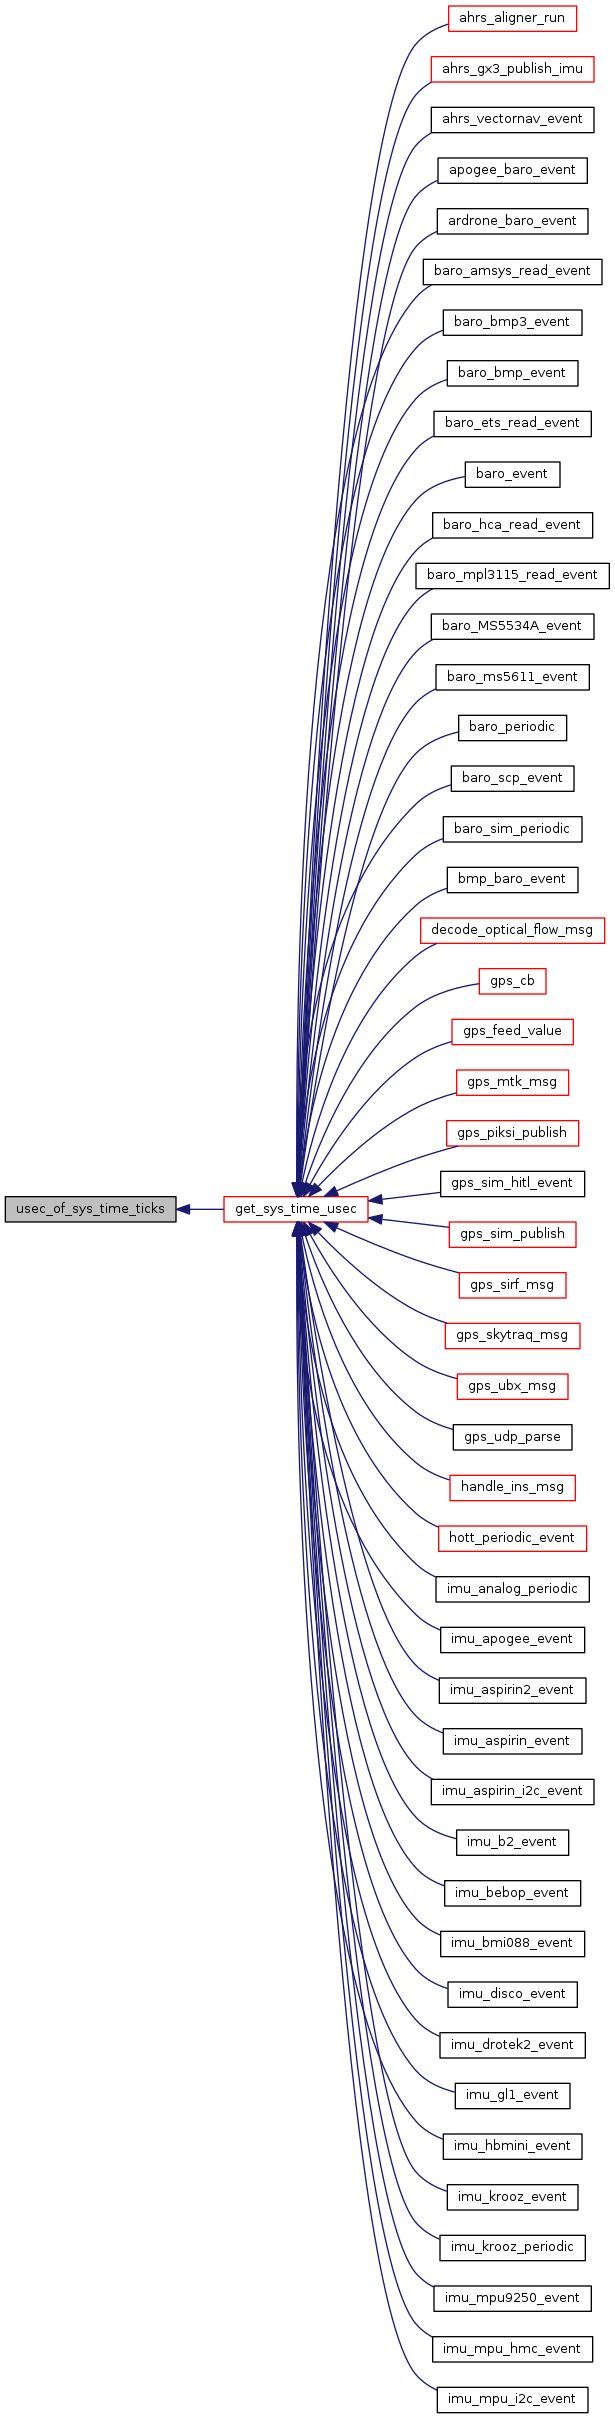 ahrs_aligner_run
ahrs_gx3_publish_imu
ahrs_vectornav_event
apogee_baro_event
ardrone_baro_event
baro_amsys_read_event
baro_bmp3_event
baro_bmp_event
baro_ets_read_event
baro_event
baro_hca_read_event
baro_mpl3115_read_event
baro_MS5534A_event
baro_ms5611_event
baro_periodic
baro_scp_event
baro_sim_periodic
bmp_baro_event
decode_optical_flow_msg
gps_cb
gps_feed_value
gps_mtk_msg
gps_piksi_publish
gps_sim_hitl_event
usec_of_sys_time_ticks
get_sys_time_usec
gps_sim_publish
gps_sirf_msg
gps_skytraq_msg
gps_ubx_msg
gps_udp_parse
handle_ins_msg
hott_periodic_event
imu_analog_periodic
imu_apogee_event
imu_aspirin2_event
imu_aspirin_event
imu_aspirin_i2c_event
imu_b2_event
imu_bebop_event
imu_bmi088_event
imu_disco_event
imu_drotek2_event
imu_gl1_event
imu_hbmini_event
imu_krooz_event
imu_krooz_periodic
imu_mpu9250_event
imu_mpu_hmc_event
imu_mpu_i2c_event